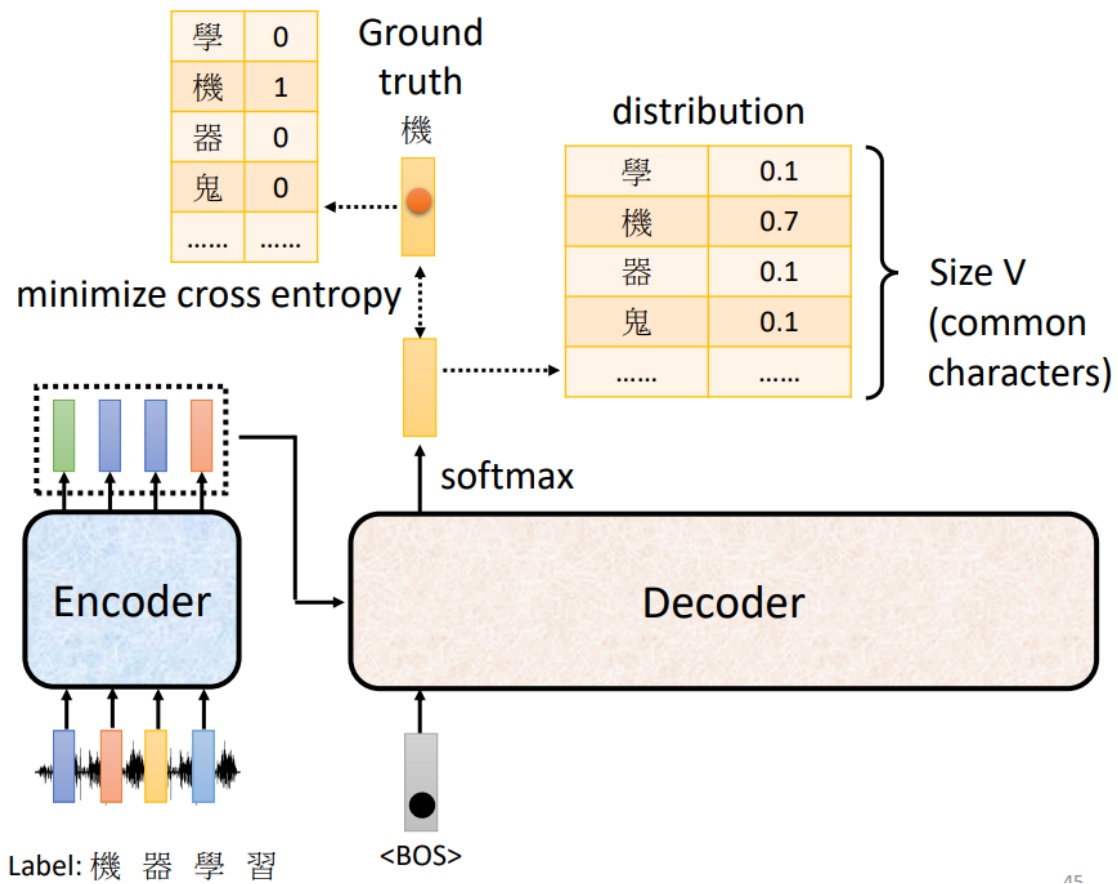 學 0
機 1
器 0
鬼 0
...... ......
Ground
truth
機
minimize cross entropy
distribution
學 0.1
機 0.7
器 0.1
鬼 0.1
...... ......
Size V
(common
characters)
softmax
Encoder
Decoder
Label: 機 器 學 習
<BOS>
45